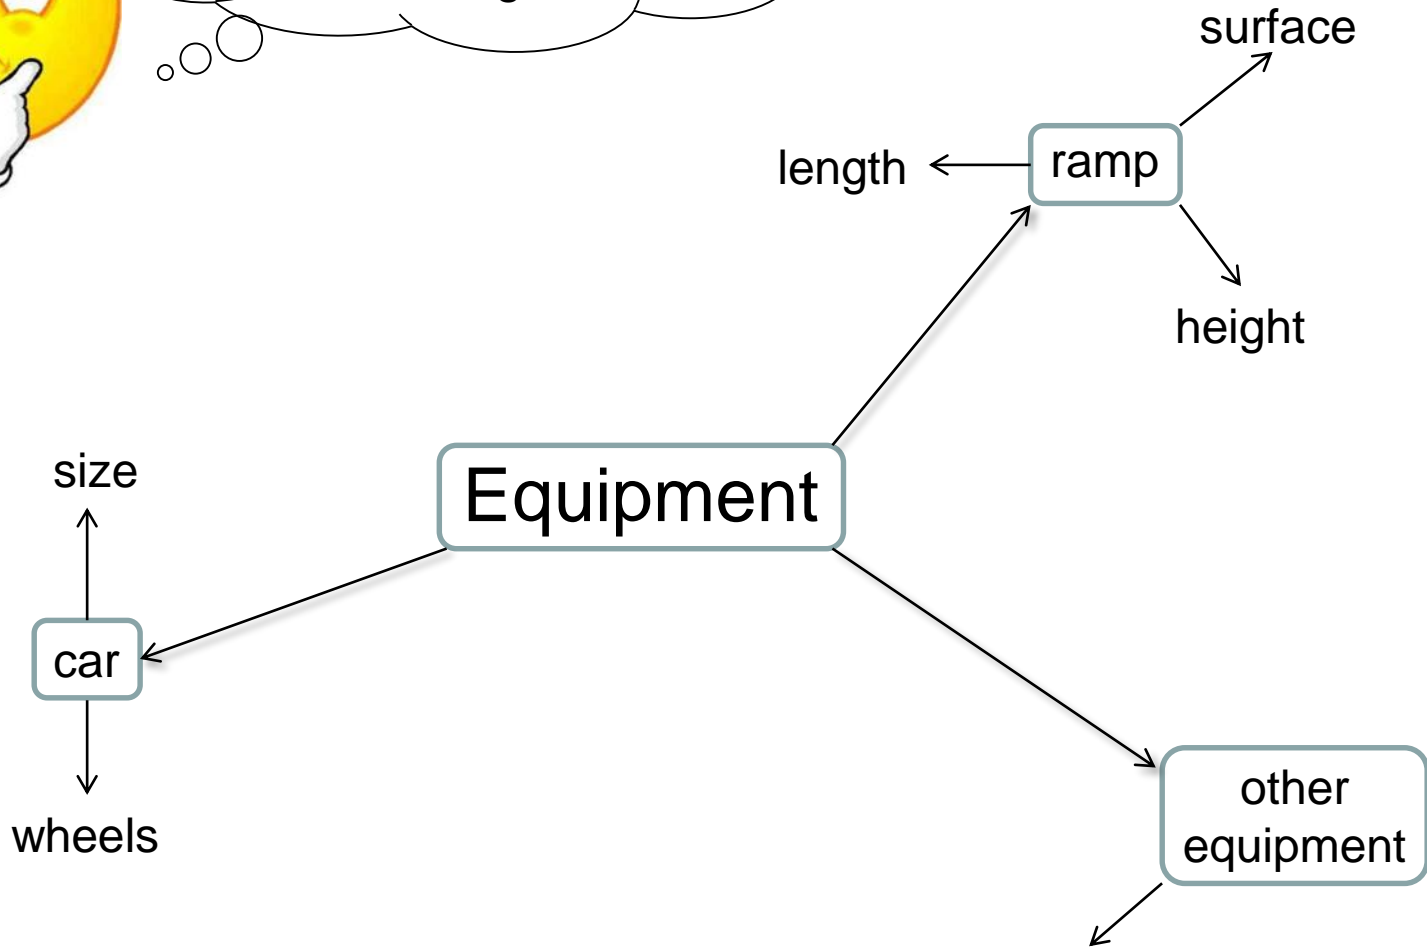 surface
length
ramp
height
size
Equipment
car
wheels
other
equipment